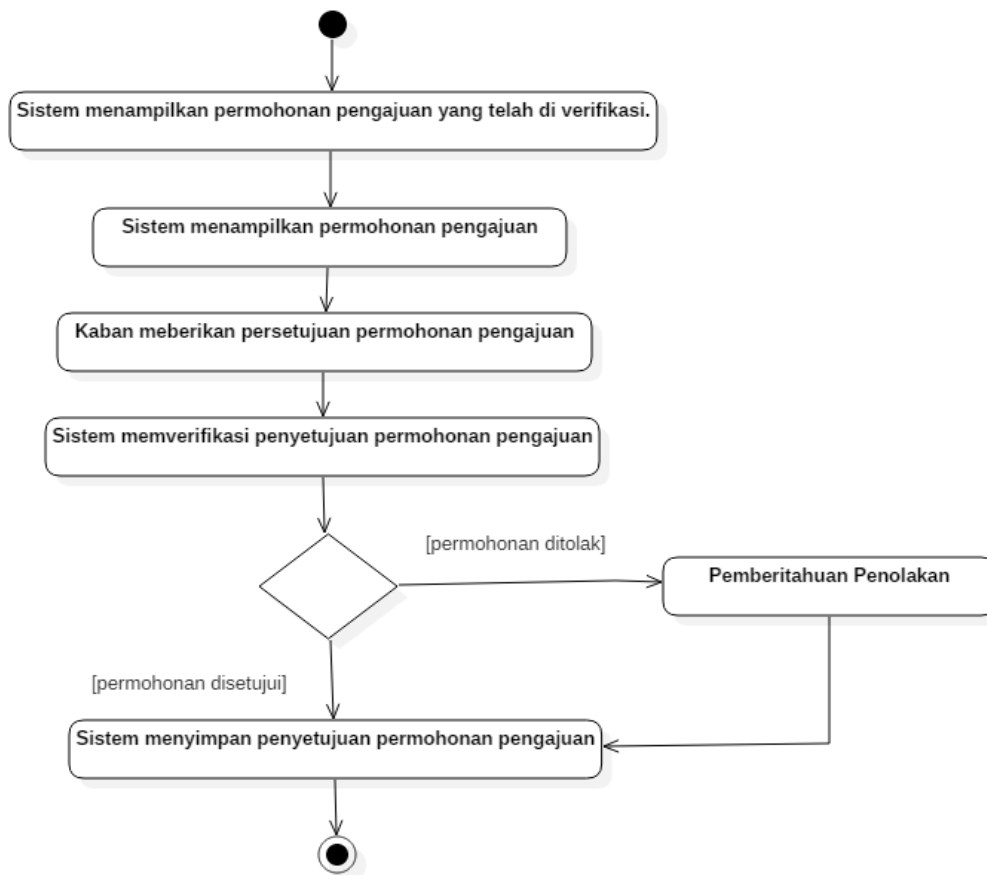 Sistem menampilkan permohonan pengajuan yang telah di verifikasi.
Sistem menampilkan permohonan pengajuan
Kaban meberikan persetujuan permohonan pengajuan
Sistem memverifikasi penyetujuan permohonan pengajuan
[permohonan ditolak]
Pemberitahuan Penolakan
[permohonan disetujui]
Sistem menyimpan penyetujuan permohonan pengajuan